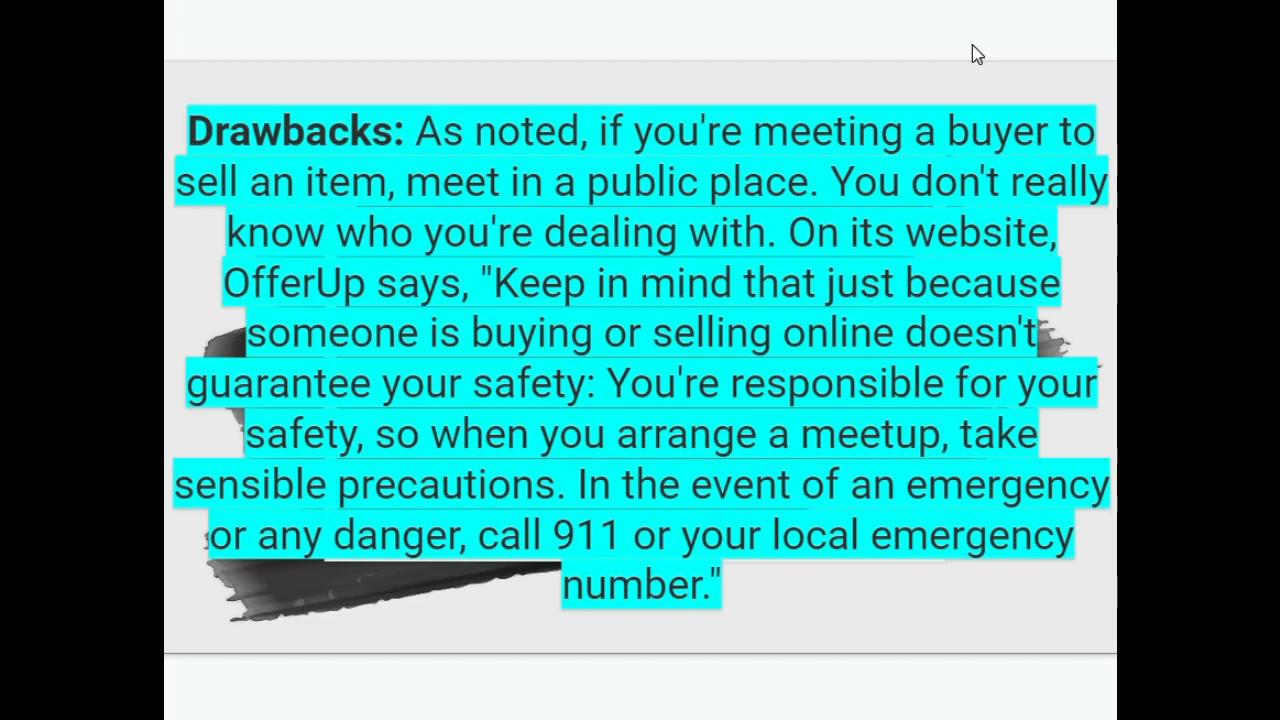 Drawbacks: As noted, if you're meeting a buyer to
sell an item, meet in a public place. You don't really
know who you're dealing with. On its website,
OfferUp says, "Keep in mind that just because
someone is buying or selling online doesn't
guarantee your safety: You're responsible for your
safety, so when you arrange a meetup, take
sensible precautions. In the event of an emergency
or any danger, call 911 or your local emergency
number."